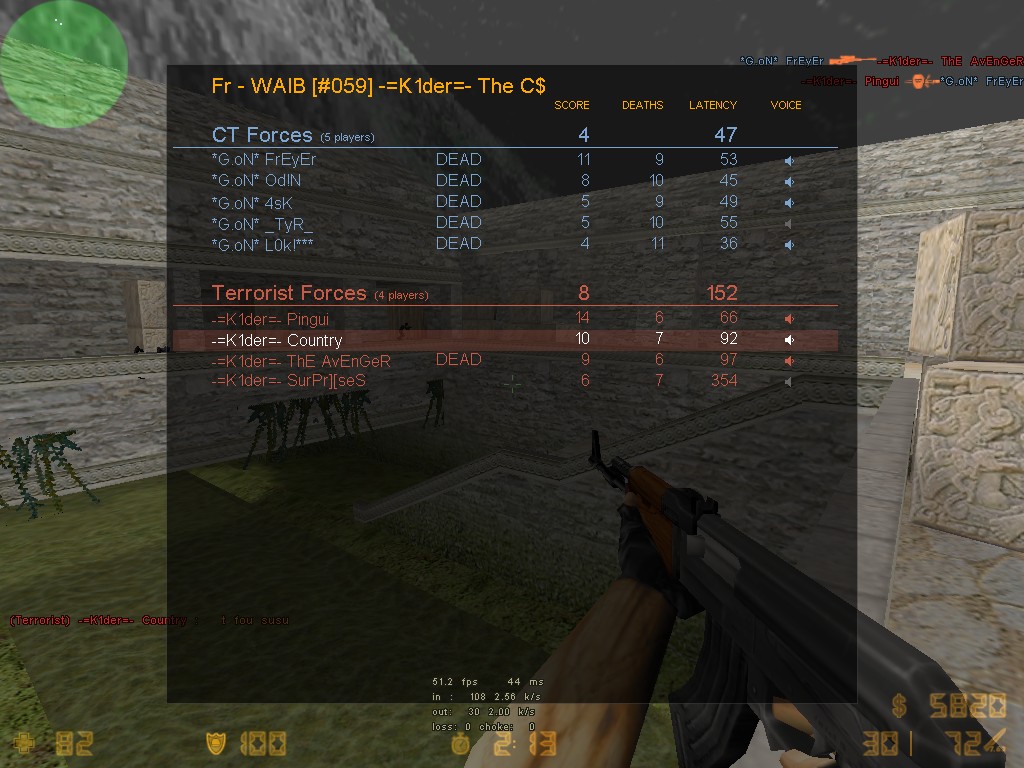 *G.oN* FrEyEr -=K1der=- ThE AvEnGeR
-=K1der=- Pingui *G.oN* FrEyEr
Fr - WAIB [#059] -=K1der=- The C$
SCORE DEATHS LATENCY VOICE
CT Forces (5 players) 4 47
*G.oN* FrEyEr DEAD 11 9 53
*G.oN* OdIN DEAD 8 10 45
*G.oN* 4sK DEAD 5 9 49
*G.oN* _TyR_ DEAD 5 10 55
*G.oN* L0kI*** DEAD 4 11 36
Terrorist Forces (4 players) 8 152
-=K1der=- Pingui 14 6 66
-=K1der=- Country 10 7 92
-=K1der=- ThE AvEnGeR DEAD 9 6 97
-=K1der=- SurPr][seS 6 7 354
(Terrorist) -=K1der=- Country : t fou susu
51.2 fps 44 ms
in : 108 2.56 k/s
out: 30 2.00 k/s
loss: 0 choke: 0
$ 5820
82 100 2:13 30 | 72